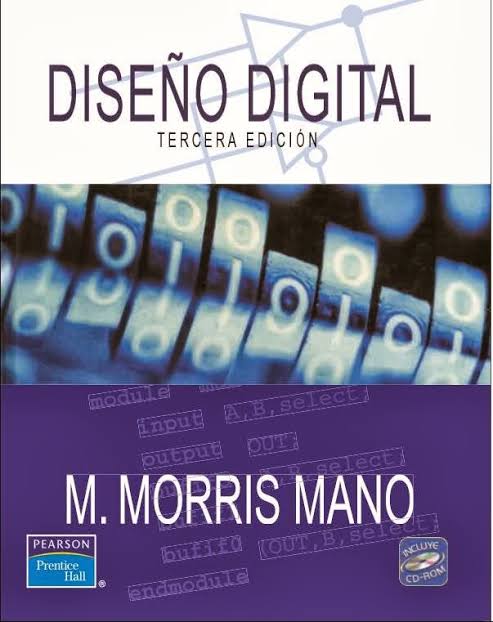 DISEÑO DIGITAL
TERCERA EDICIÓN
module
input A,B,select;
output OUT;
A,B,select;
M. MORRIS MANO
bufif0 (OUT,B,select);
endmodule
PEARSON
Prentice
Hall
®
INCLUYE
CD-ROM